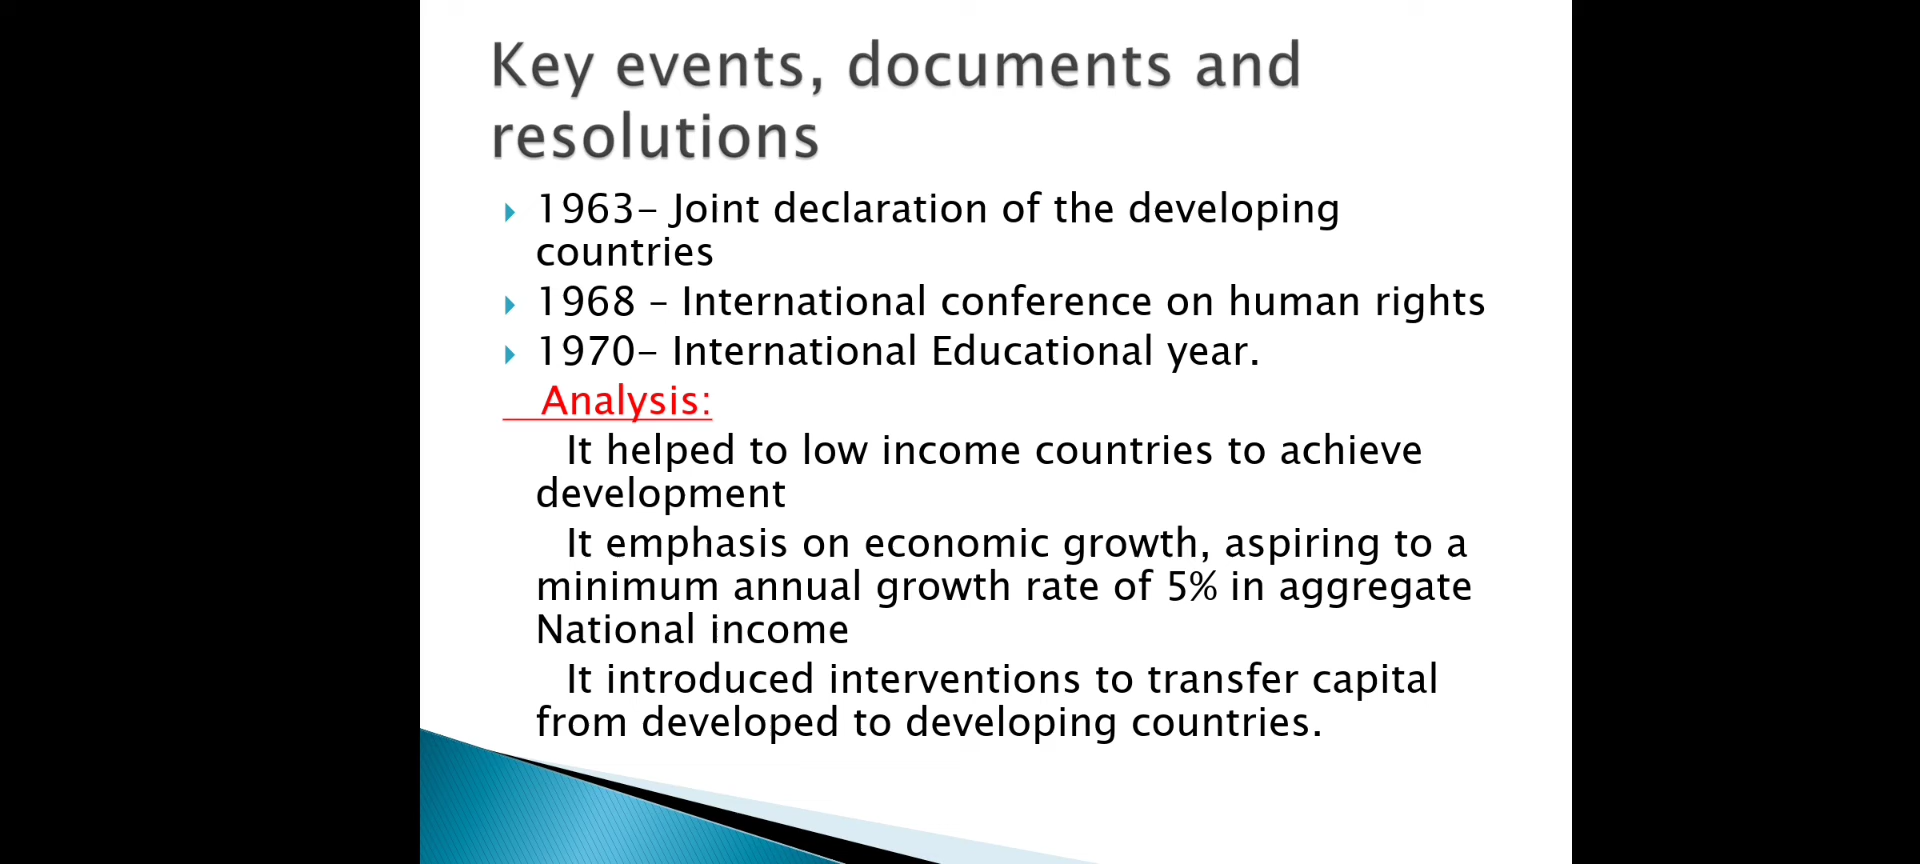 Key events, documents and
resolutions
1963– Joint declaration of the developing
countries
1968 – International conference on human rights
1970– International Educational year.
Analysis:
It helped to low income countries to achieve
development
It emphasis on economic growth, aspiring to a
minimum annual growth rate of 5% in aggregate
National income
It introduced interventions to transfer capital
from developed to developing countries.